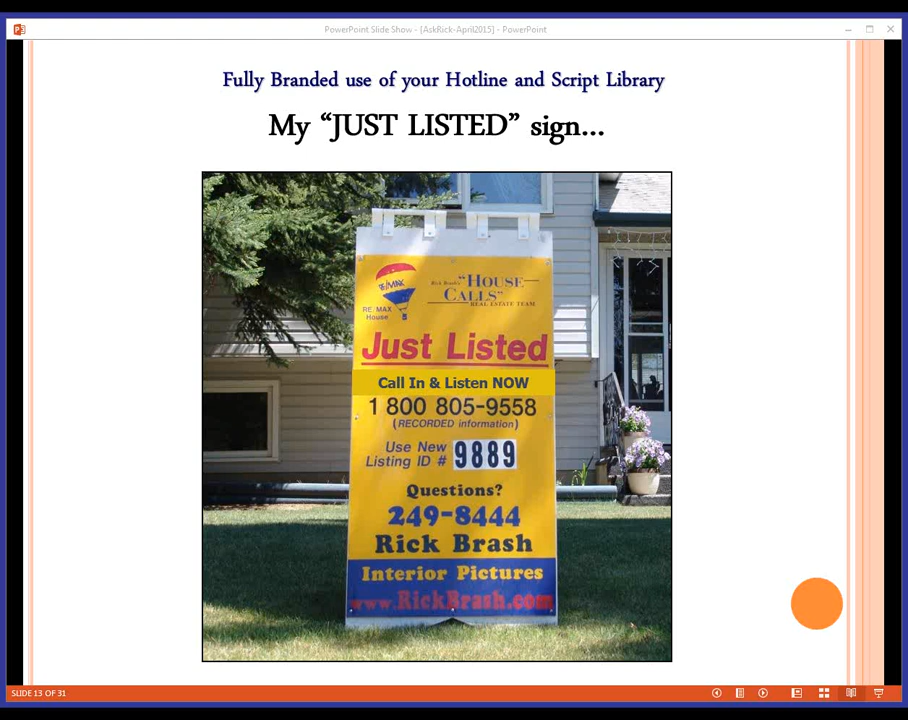 PowerPoint Slide Show - [AskRick-April2015] - PowerPoint
Fully Branded use of your Hotline and Script Library
My “JUST LISTED” sign...
RE/MAX
RE/MAX
House
Rick Brash's "HOUSE
CALLS"
REAL ESTATE TEAM
Just Listed
Call In & Listen NOW
1 800 805-9558
(RECORDED information)
Use New
Listing ID # 9889
Questions?
249-8444
Rick Brash
Interior Pictures
www.RickBrash.com
SLIDE 13 OF 31